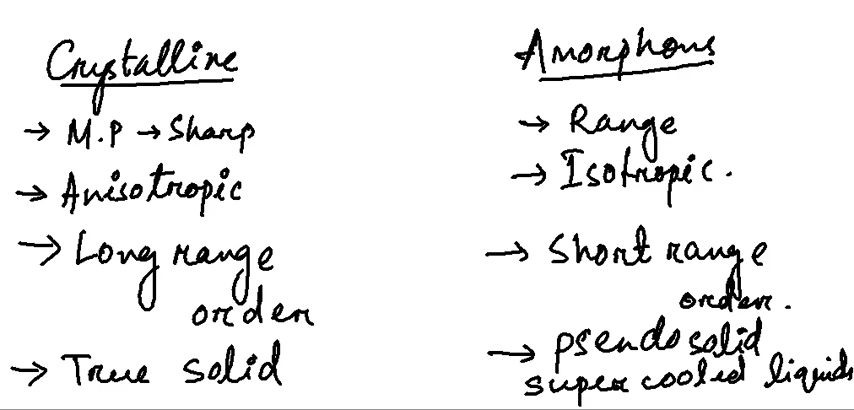 Crystalline
→ M.P → Sharp
→ Anisotropic
→ Long range
order
→ True solid
Amorphous
→ Range
→ Isotropic.
→ Short range
order.
→ pseudo solid
super cooled liquids